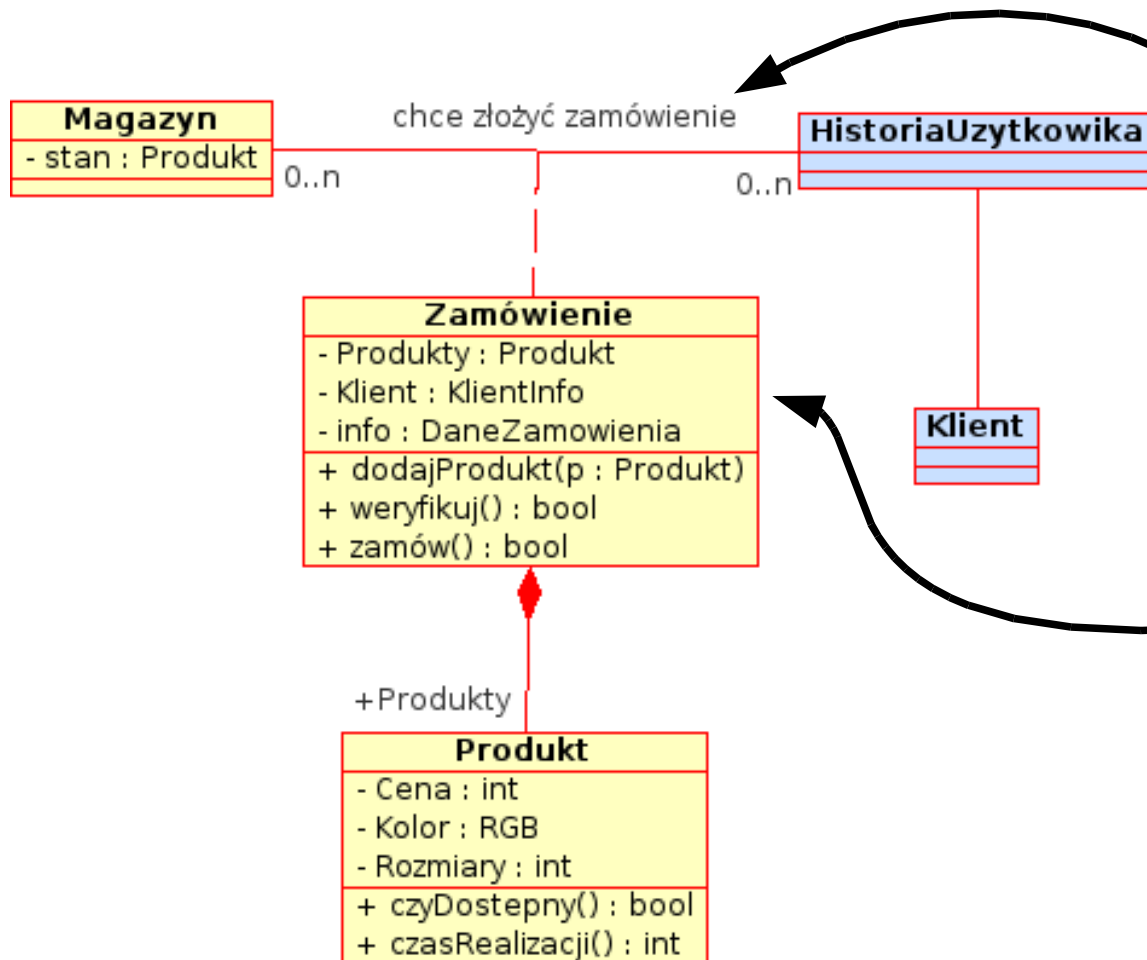 Magazyn
- stan : Produkt
chce złożyć zamówienie
0..n
0..n
HistoriaUzytkowika
Zamówienie
- Produkty : Produkt
- Klient : KlientInfo
- info : DaneZamowienia
+ dodajProdukt(p : Produkt)
+ weryfikuj() : bool
+ zamów() : bool
Klient
+Produkty
Produkt
- Cena : int
- Kolor : RGB
- Rozmiary : int
+ czyDostepny() : bool
+ czasRealizacji() : int